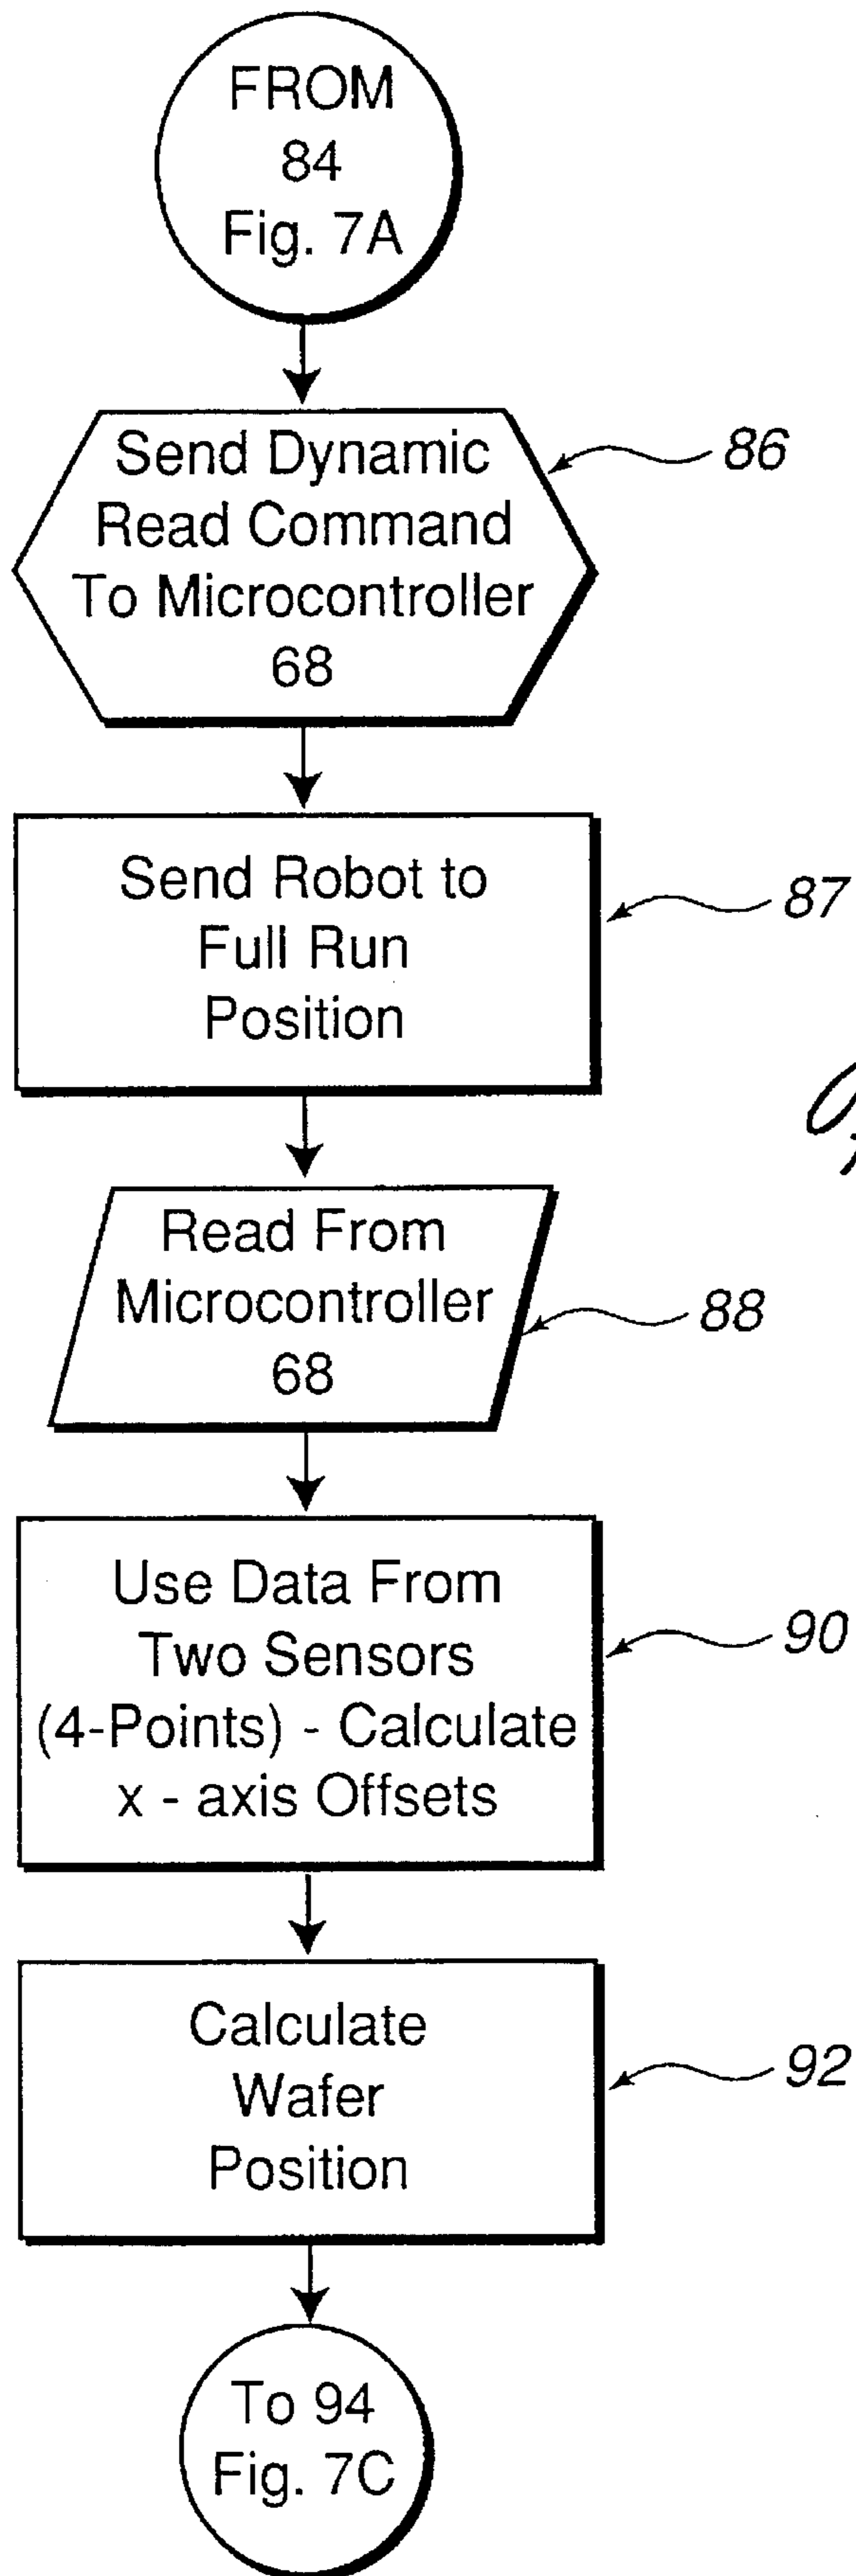 FROM
84
Fig. 7A
Send Dynamic
Read Command
To Microcontroller
68
86
Send Robot to
Full Run
Position
87
Read From
Microcontroller
68
88
Use Data From
Two Sensors
(4-Points) - Calculate
x - axis Offsets
90
Calculate
Wafer
Position
92
To 94
Fig. 7C